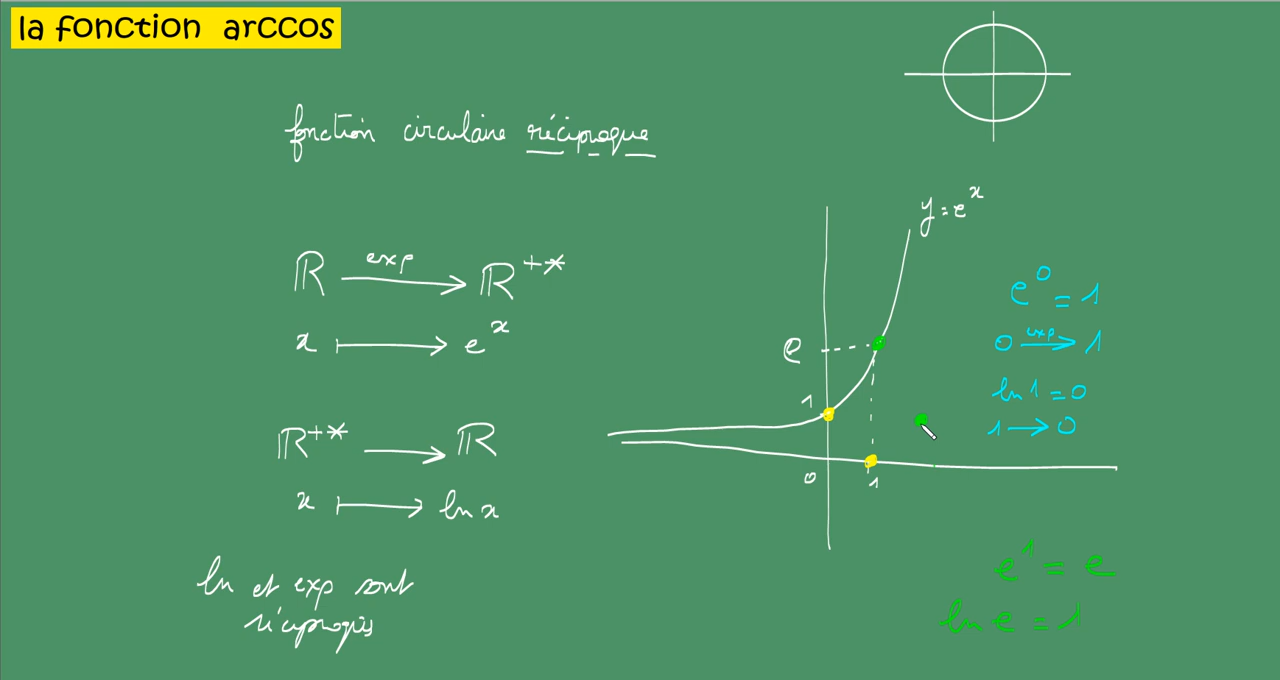 la fonction arccos
fonction circulaire réciproque
ℝ exp → ℝ+*
x ↦ e^x
ℝ+* → ℝ
x ↦ ln x
ln et exp sont
réciproques
y = e^x
e
1
0
1
e^0 = 1
0 exp → 1
ln 1 = 0
1 → 0
e^1 = e
ln e = 1